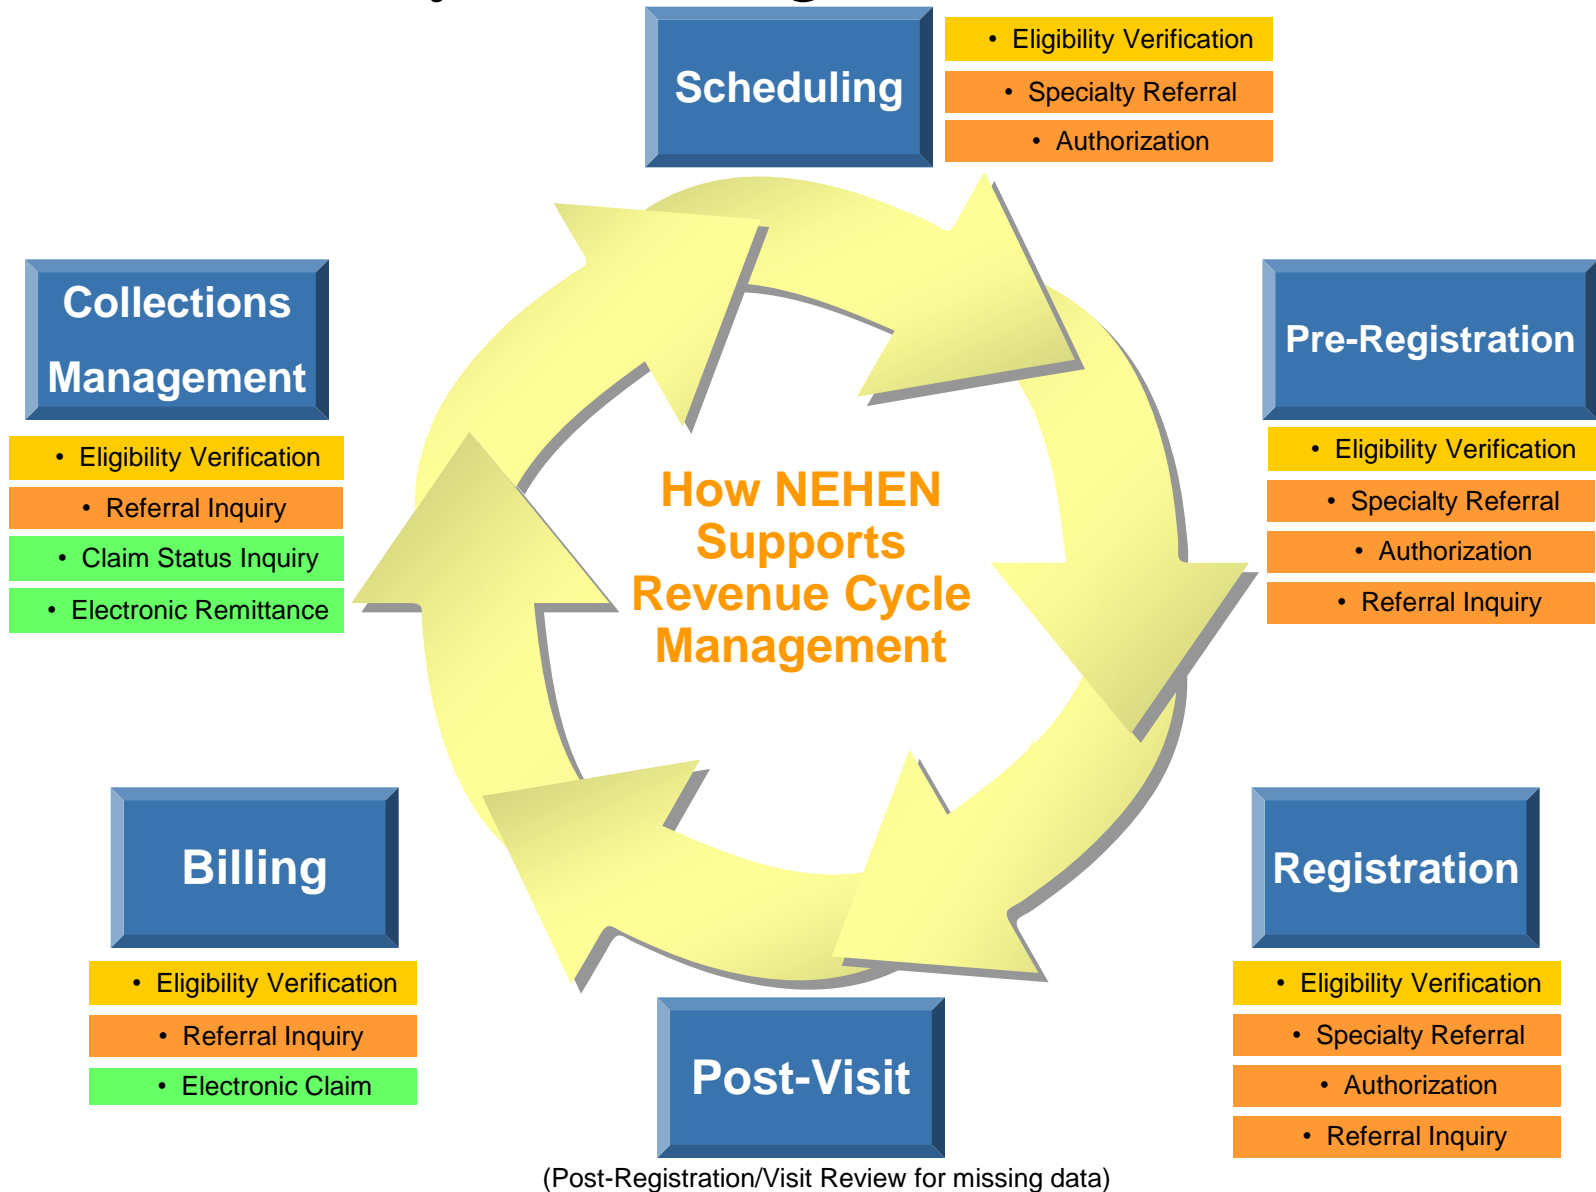 Scheduling
• Eligibility Verification
• Specialty Referral
• Authorization
Pre-Registration
• Eligibility Verification
• Specialty Referral
• Authorization
• Referral Inquiry
Registration
• Eligibility Verification
• Specialty Referral
• Authorization
• Referral Inquiry
Post-Visit
(Post-Registration/Visit Review for missing data)
Billing
• Eligibility Verification
• Referral Inquiry
• Electronic Claim
Collections
Management
• Eligibility Verification
• Referral Inquiry
• Claim Status Inquiry
• Electronic Remittance
How NEHEN
Supports
Revenue Cycle
Management